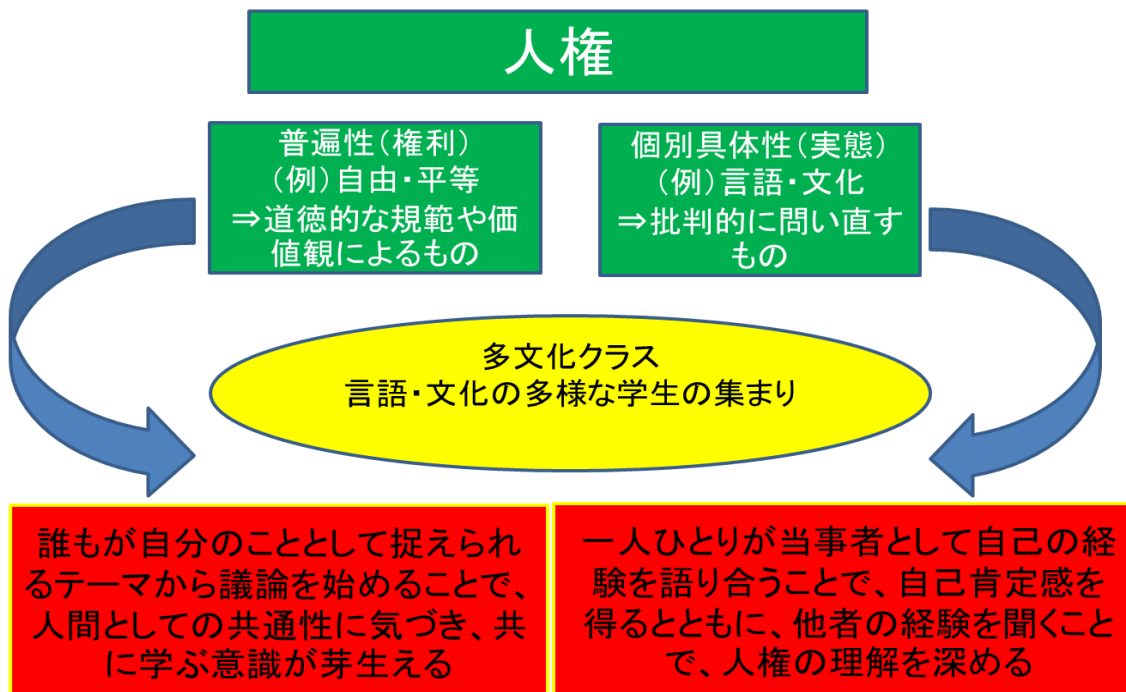 人権
普遍性（権利）
（例）自由・平等
⇒道徳的な規範や価
値観によるもの
個別具体性（実態）
（例）言語・文化
⇒批判的に問い直す
もの
多文化クラス
言語・文化の多様な学生の集まり
誰もが自分のこととして捉えられ
るテーマから議論を始めることで、
人間としての共通性に気づき、共
に学ぶ意識が芽生える
一人ひとりが当事者として自己の経
験を語り合うことで、自己肯定感を
得るとともに、他者の経験を聞くこと
で、人権の理解を深める